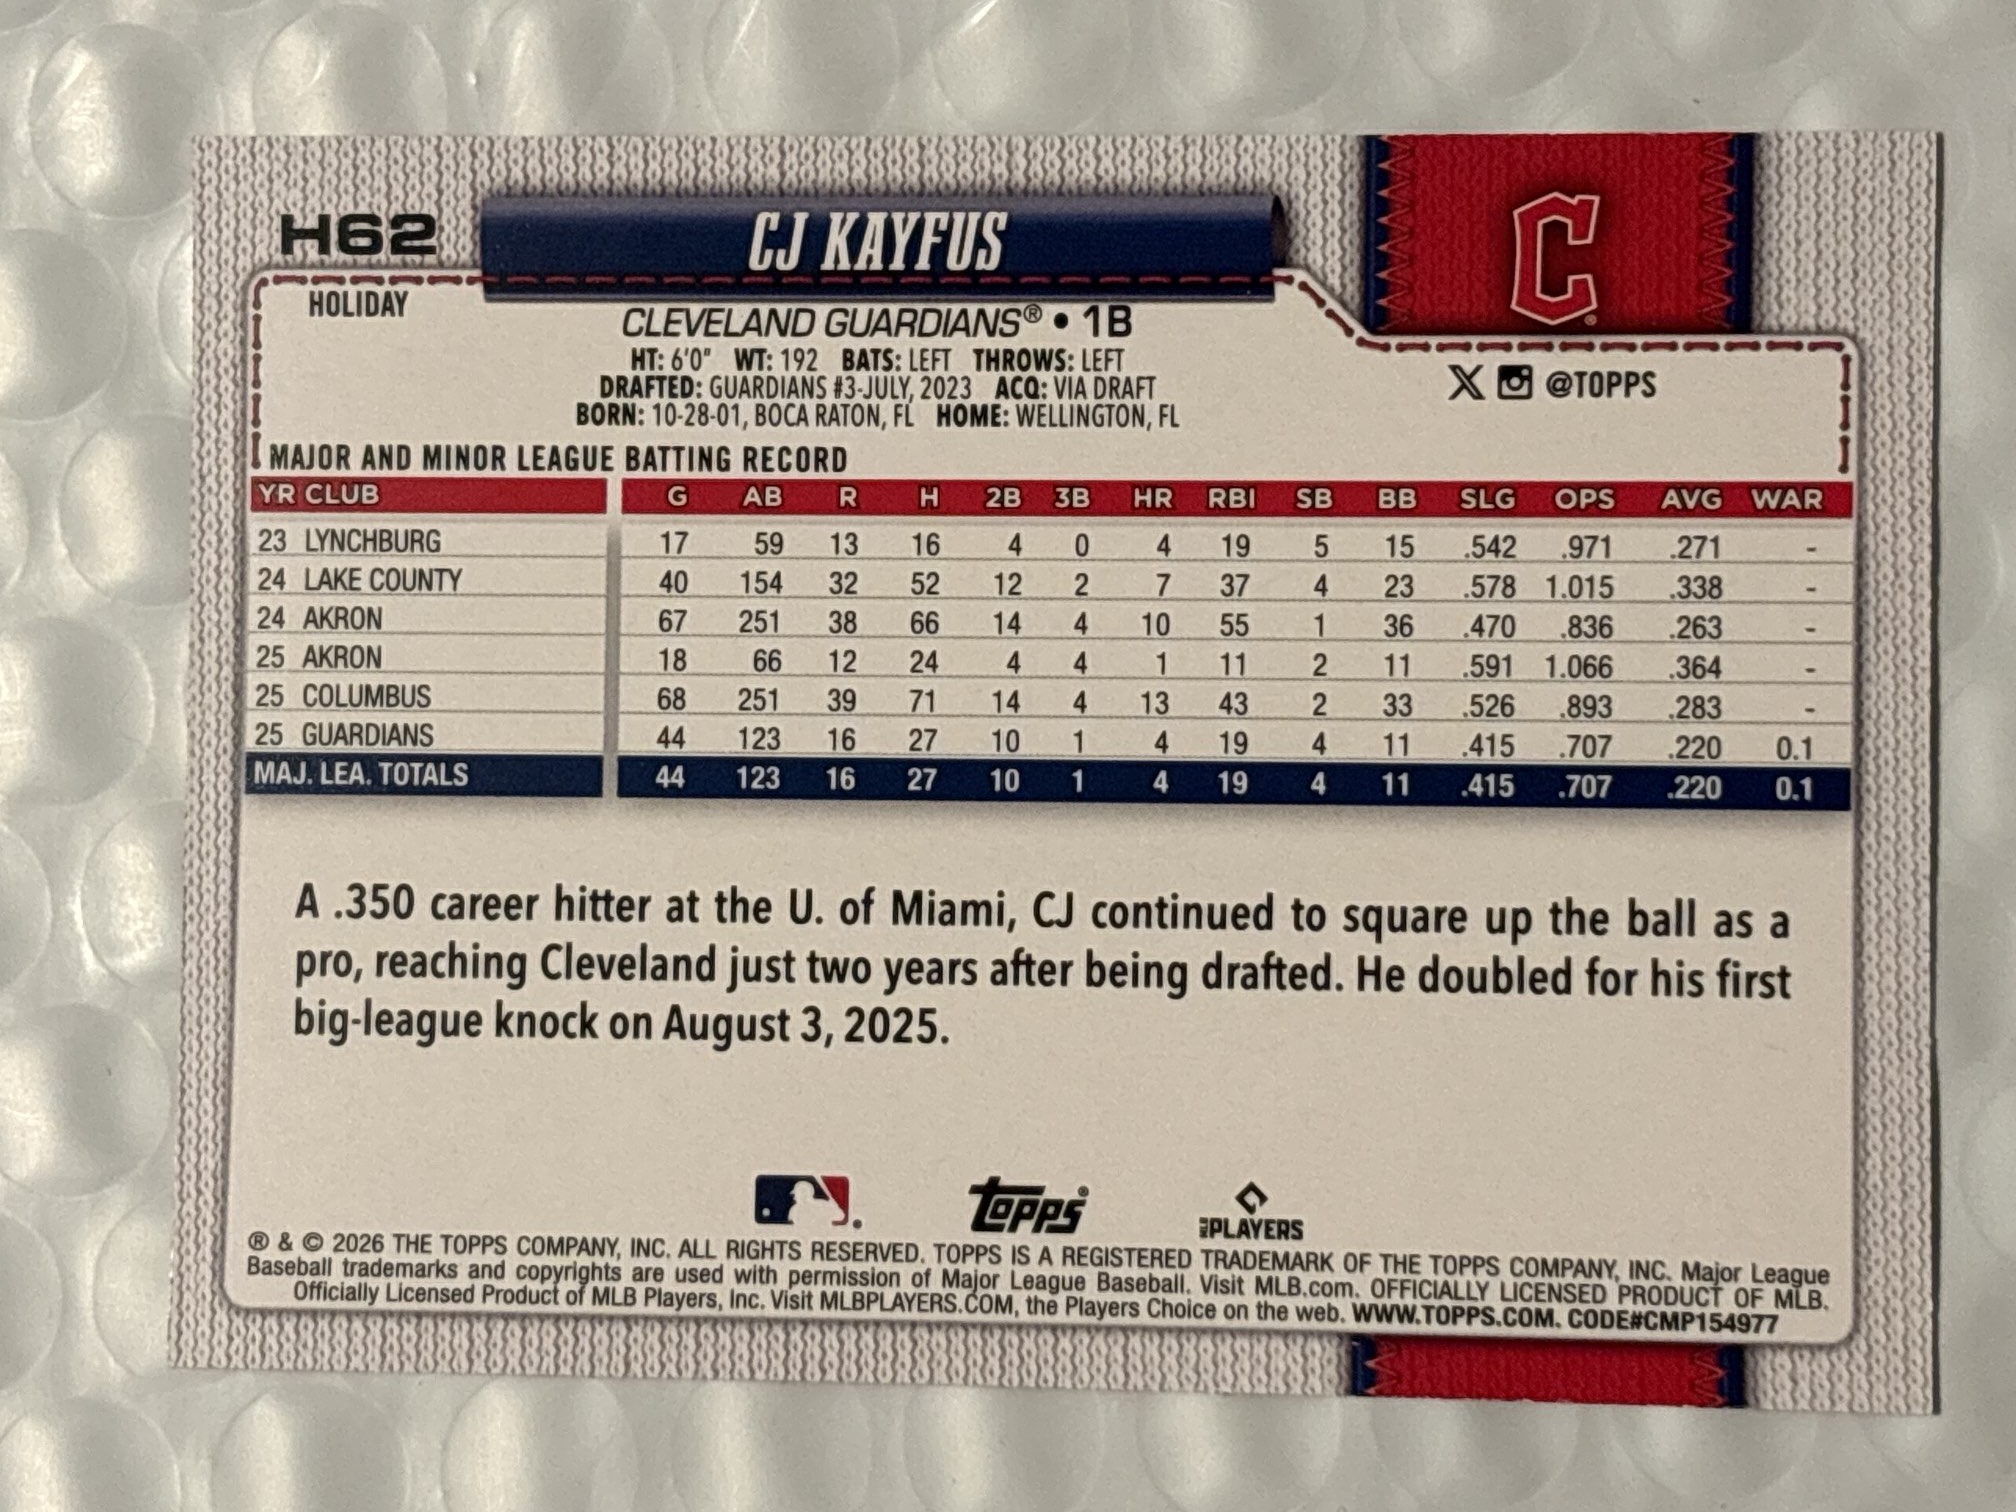 H62
CJ KAYFUS
C
HOLIDAY
CLEVELAND GUARDIANS® • 1B
HT: 6'0" WT: 192 BATS: LEFT THROWS: LEFT
DRAFTED: GUARDIANS #3-JULY, 2023 ACQ: VIA DRAFT
BORN: 10-28-01, BOCA RATON, FL HOME: WELLINGTON, FL
@TOPPS
MAJOR AND MINOR LEAGUE BATTING RECORD
YR CLUB G AB R H 2B 3B HR RBI SB BB SLG OPS AVG WAR
23 LYNCHBURG 17 59 13 16 4 0 4 19 5 15 .542 .971 .271 -
24 LAKE COUNTY 40 154 32 52 12 2 7 37 4 23 .578 1.015 .338 -
24 AKRON 67 251 38 66 14 4 10 55 1 36 .470 .836 .263 -
25 AKRON 18 66 12 24 4 4 1 11 2 11 .591 1.066 .364 -
25 COLUMBUS 68 251 39 71 14 4 13 43 2 33 .526 .893 .283 -
25 GUARDIANS 44 123 16 27 10 1 4 19 4 11 .415 .707 .220 0.1
MAJ. LEA. TOTALS 44 123 16 27 10 1 4 19 4 11 .415 .707 .220 0.1
A .350 career hitter at the U. of Miami, CJ continued to square up the ball as a
pro, reaching Cleveland just two years after being drafted. He doubled for his first
big-league knock on August 3, 2025.
Topps®
MLB PLAYERS
® & © 2026 THE TOPPS COMPANY, INC. ALL RIGHTS RESERVED. TOPPS IS A REGISTERED TRADEMARK OF THE TOPPS COMPANY, INC. Major League
Baseball trademarks and copyrights are used with permission of Major League Baseball. Visit MLB.com. OFFICIALLY LICENSED PRODUCT OF MLB.
Officially Licensed Product of MLB Players, Inc. Visit MLBPLAYERS.COM, the Players Choice on the web. WWW.TOPPS.COM. CODE#CMP154977